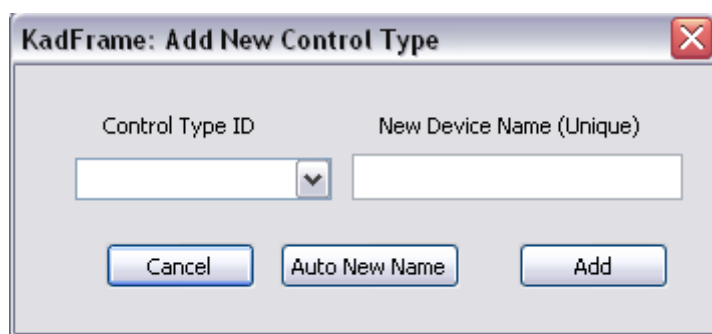 KadFrame: Add New Control Type
Control Type ID
New Device Name (Unique)
Cancel
Auto New Name
Add